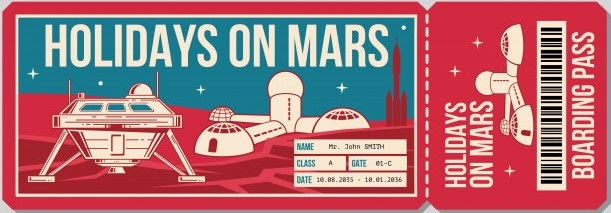 HOLIDAYS ON MARS
NAME Mr. John SMITH
CLASS A GATE 01-C
DATE 10.08.2035 - 10.01.2036
HOLIDAYS
ON MARS
BOARDING PASS